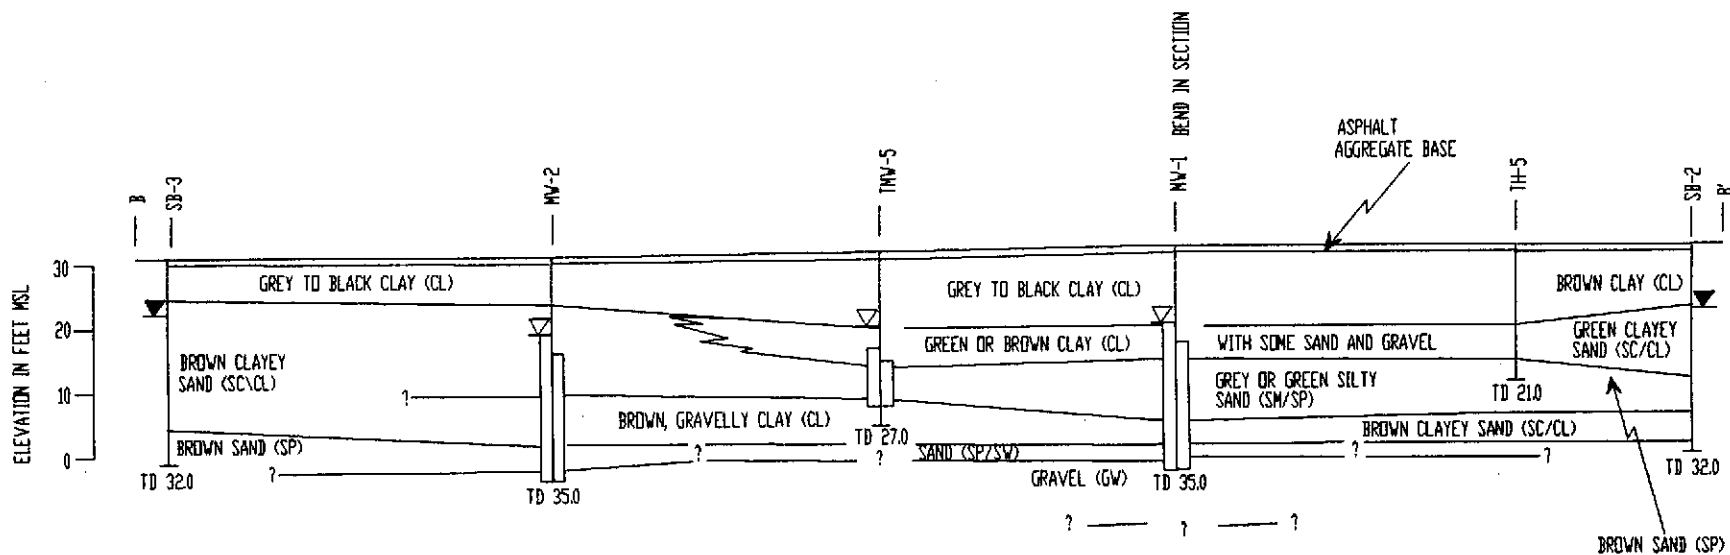 BEND IN SECTION
ASPHALT
AGGREGATE BASE
B
SB-3
MW-2
TMW-5
MW-1
TH-5
SB-2
B'
ELEVATION IN FEET MSL
30
20
10
0
GREY TO BLACK CLAY (CL)
GREY TO BLACK CLAY (CL)
BROWN CLAY (CL)
GREEN OR BROWN CLAY (CL)
WITH SOME SAND AND GRAVEL
GREEN CLAYEY
SAND (SC/CL)
BROWN CLAYEY
SAND (SC\CL)
GREY OR GREEN SILTY
SAND (SM/SP)
TD 21.0
?
BROWN, GRAVELLY CLAY (CL)
TD 27.0
BROWN CLAYEY SAND (SC/CL)
BROWN SAND (SP)
?
?
SAND (SP/SW)
?
?
?
TD 32.0
TD 35.0
GRAVEL (GW)
TD 35.0
TD 32.0
? ? ?
BROWN SAND (SP)